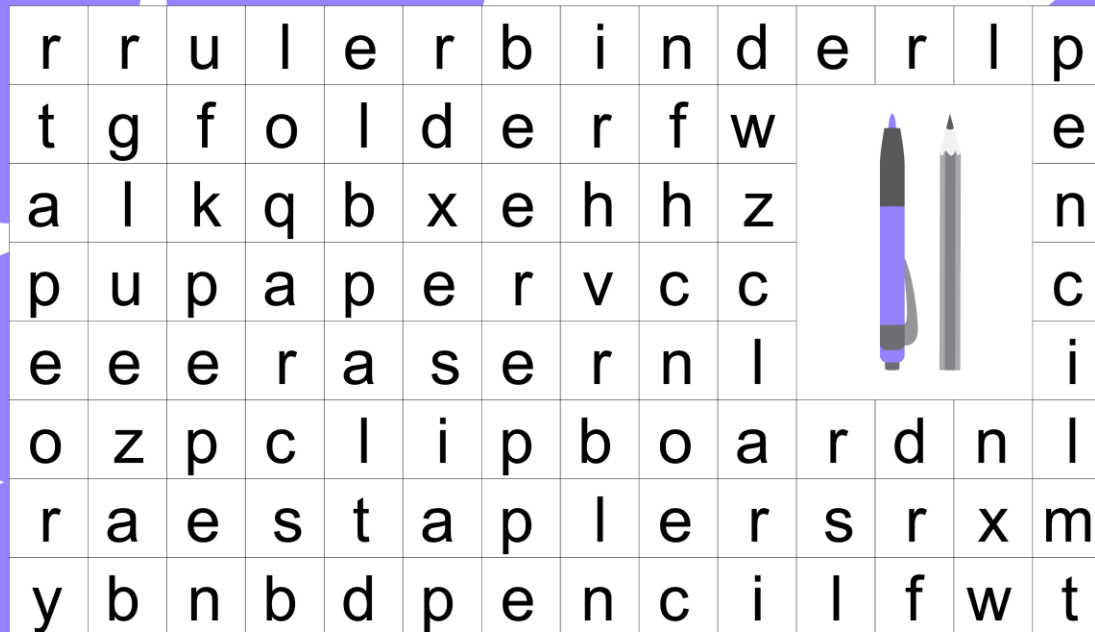 r r u l e r b i n d e r l p
t g f o l d e r f w e
a l k q b x e h h z n
p u p a p e r v c c c
e e e r a s e r n l i
o z p c l i p b o a r d n l
r a e s t a p l e r s r x m
y b n b d p e n c i l f w t